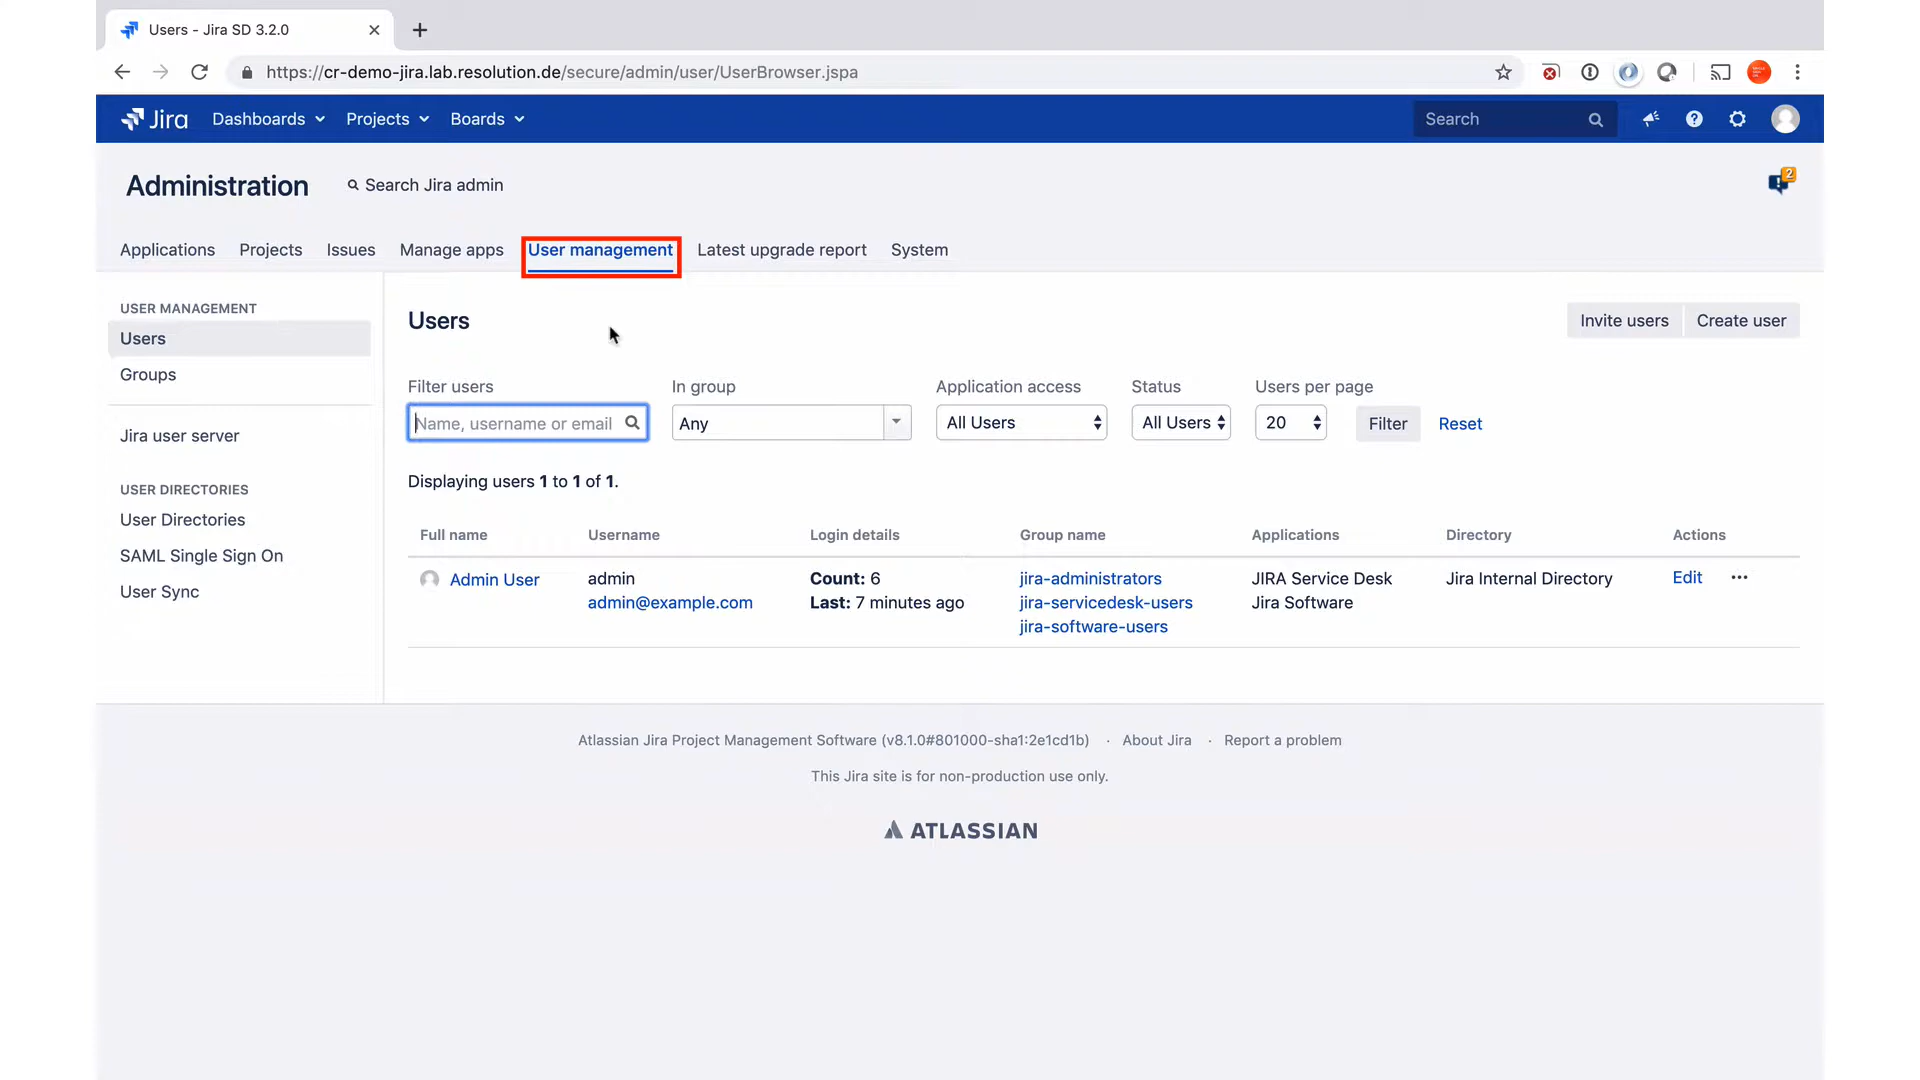 Users - Jira SD 3.2.0
https://cr-demo-jira.lab.resolution.de/secure/admin/user/UserBrowser.jspa
Jira Dashboards Projects Boards Search
Administration Search Jira admin 2
Applications Projects Issues Manage apps User management Latest upgrade report System
USER MANAGEMENT
Users
Groups
Jira user server
USER DIRECTORIES
User Directories
SAML Single Sign On
User Sync
Users Invite users Create user
Filter users In group Application access Status Users per page
Name, username or email Any All Users All Users 20 Filter Reset
Displaying users 1 to 1 of 1.
Full name Username Login details Group name Applications Directory Actions
Admin User admin Count: 6 jira-administrators JIRA Service Desk Jira Internal Directory Edit ···
admin@example.com Last: 7 minutes ago jira-servicedesk-users Jira Software
jira-software-users
Atlassian Jira Project Management Software (v8.1.0#801000-sha1:2e1cd1b) · About Jira · Report a problem
This Jira site is for non-production use only.
ATLASSIAN